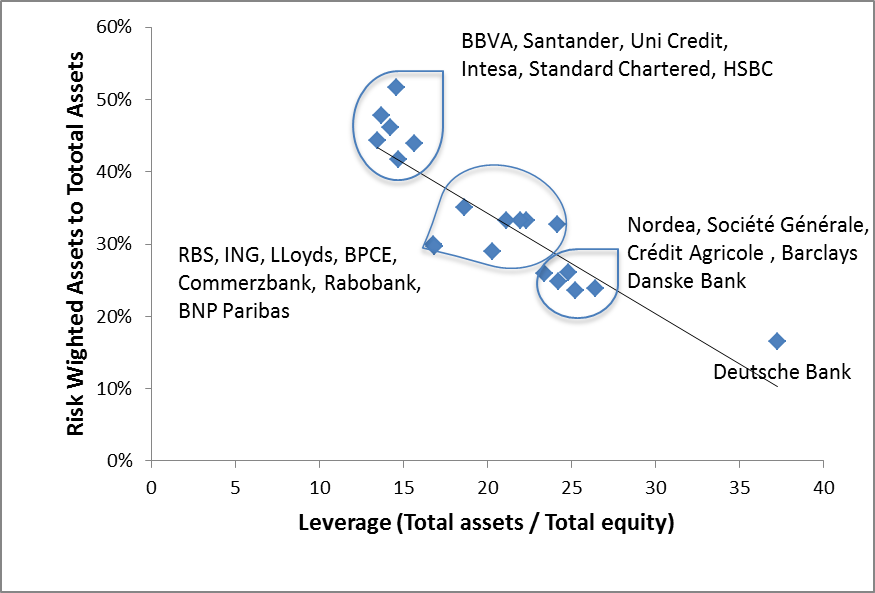 60%
50%
40%
30%
20%
10%
0%
Risk Wighted Assets to Tototal Assets
BBVA, Santander, Uni Credit,
Intesa, Standard Chartered, HSBC
RBS, ING, LLoyds, BPCE,
Commerzbank, Rabobank,
BNP Paribas
Nordea, Société Générale,
Crédit Agricole , Barclays
Danske Bank
Deutsche Bank
0 5 10 15 20 25 30 35 40
Leverage (Total assets / Total equity)